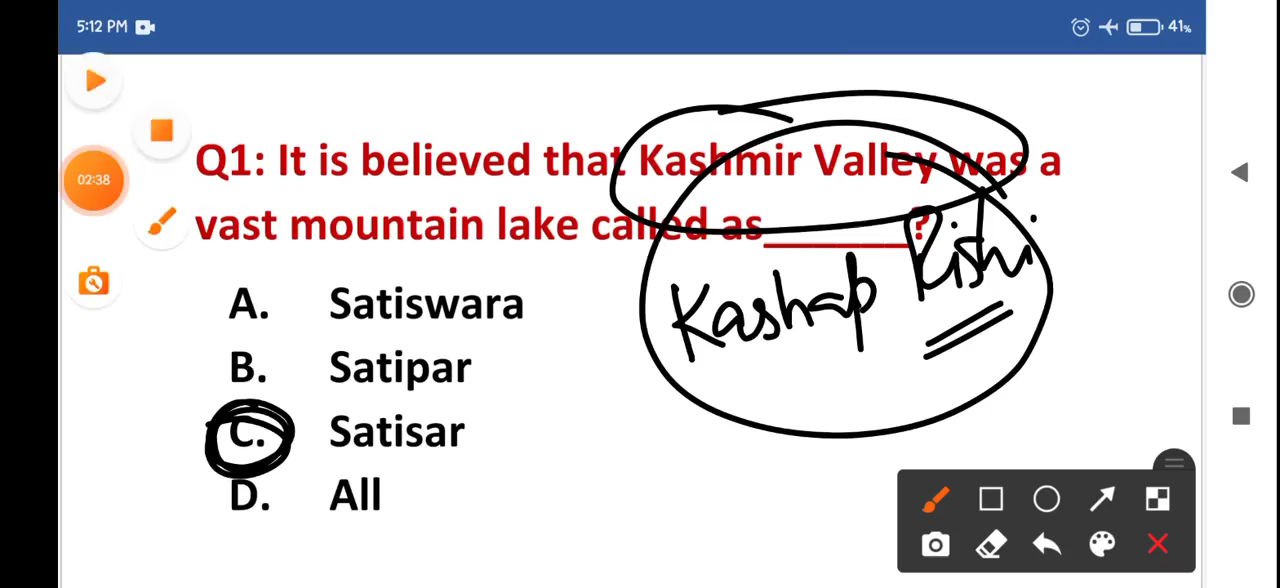 5:12 PM
41%
02:38
Q1: It is believed that Kashmir Valley was a
vast mountain lake called as______?
A. Satiswara
B. Satipar
C. Satisar
D. All
Kashap Rishi